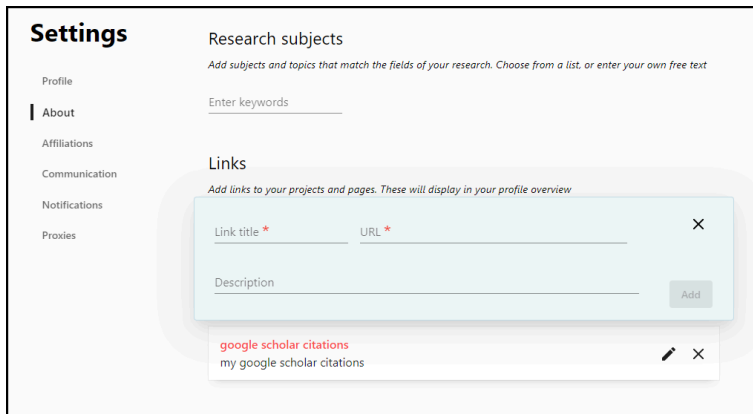 Settings
Profile
About
Affiliations
Communication
Notifications
Proxies
Research subjects
Add subjects and topics that match the fields of your research. Choose from a list, or enter your own free text
Enter keywords
Links
Add links to your projects and pages. These will display in your profile overview
Link title * URL *
Description
Add
google scholar citations
my google scholar citations